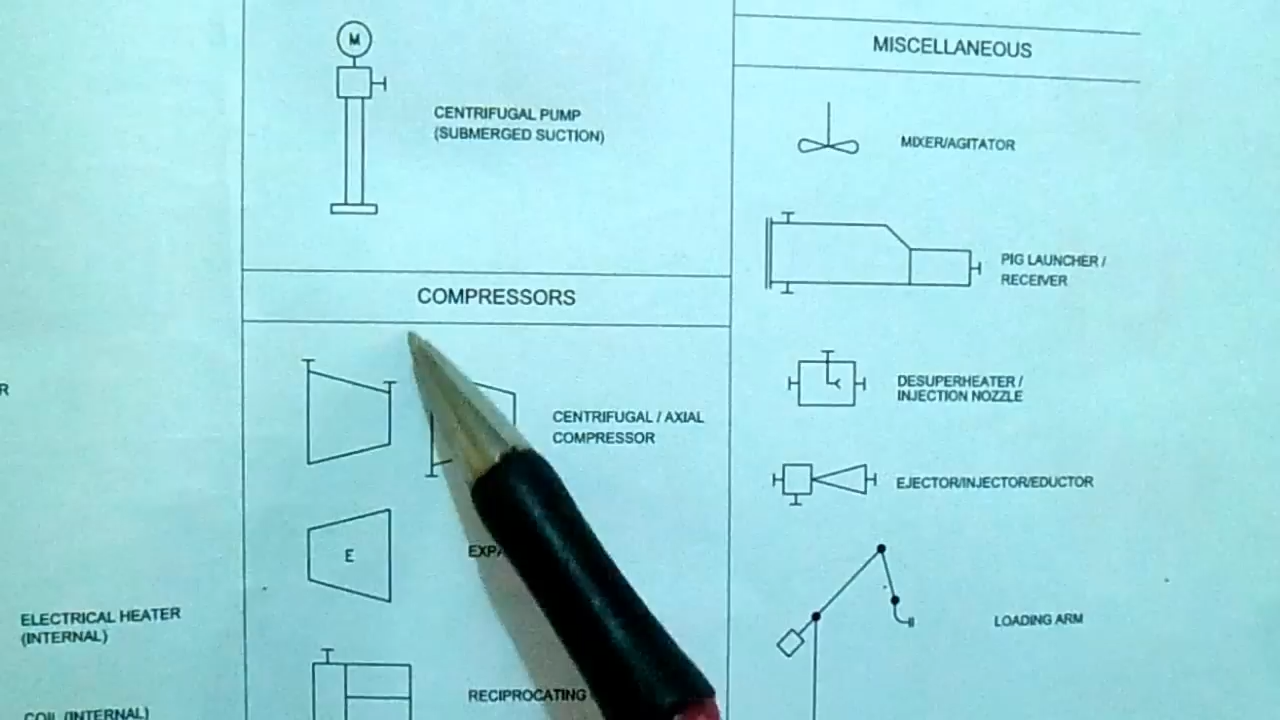 M
CENTRIFUGAL PUMP
(SUBMERGED SUCTION)
COMPRESSORS
CENTRIFUGAL / AXIAL
COMPRESSOR
E
RECIPROCATING
ELECTRICAL HEATER
(INTERNAL)
COIL (INTERNAL)
MISCELLANEOUS
MIXER/AGITATOR
PIG LAUNCHER /
RECEIVER
DESUPERHEATER /
INJECTION NOZZLE
EJECTOR/INJECTOR/EDUCTOR
LOADING ARM